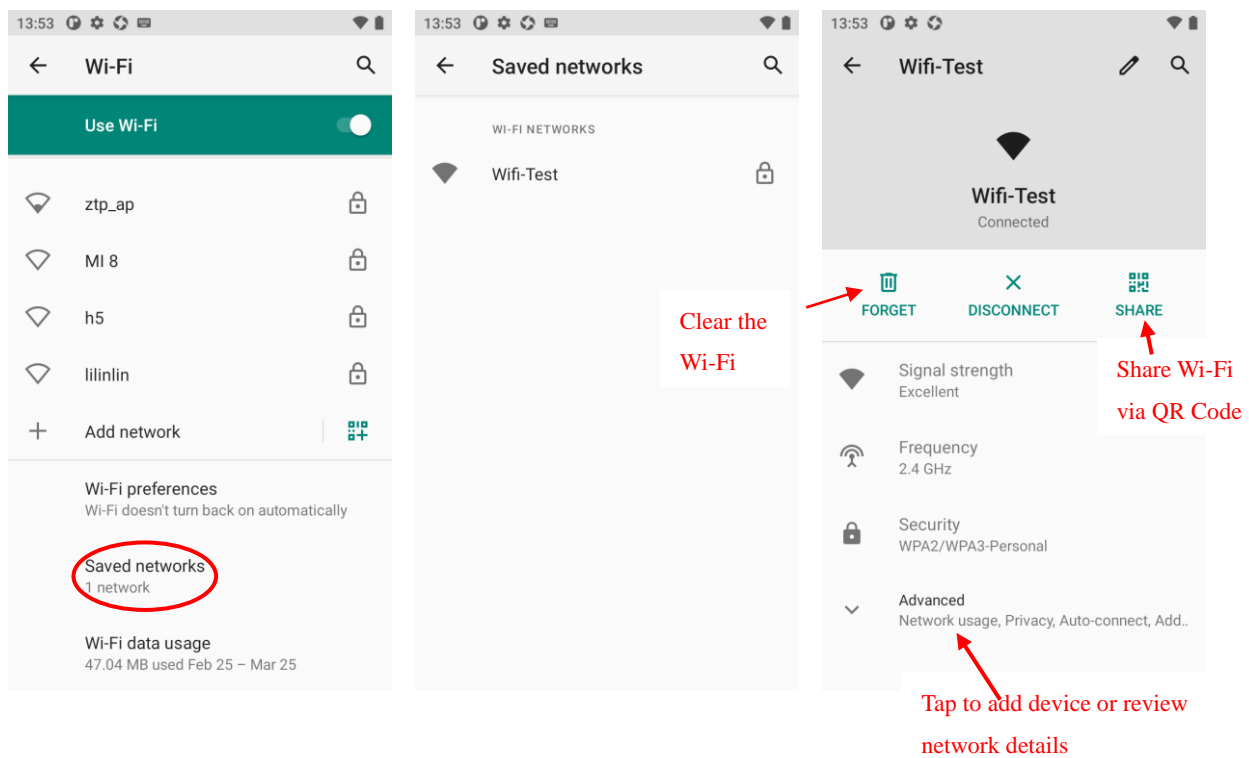 13:53
Wi-Fi
Use Wi-Fi
ztp_ap
MI 8
h5
lilinlin
Add network
Wi-Fi preferences
Wi-Fi doesn't turn back on automatically
Saved networks
1 network
Wi-Fi data usage
47.04 MB used Feb 25 – Mar 25
13:53
Saved networks
WI-FI NETWORKS
Wifi-Test
Clear the
Wi-Fi
13:53
Wifi-Test
Wifi-Test
Connected
FORGET
DISCONNECT
SHARE
Share Wi-Fi
via QR Code
Signal strength
Excellent
Frequency
2.4 GHz
Security
WPA2/WPA3-Personal
Advanced
Network usage, Privacy, Auto-connect, Add..
Tap to add device or review
network details